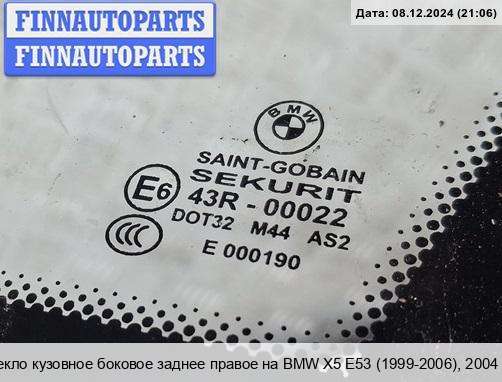 FINNAUTOPARTS
FINNAUTOPARTS
Дата: 08.12.2024 (21:06)
BMW
SAINT-GOBAIN
SEKURIT
E6 43R - 00022
DOT32 M44 AS2
CCC
E 000190
екло кузовное боковое заднее правое на BMW X5 E53 (1999-2006), 2004